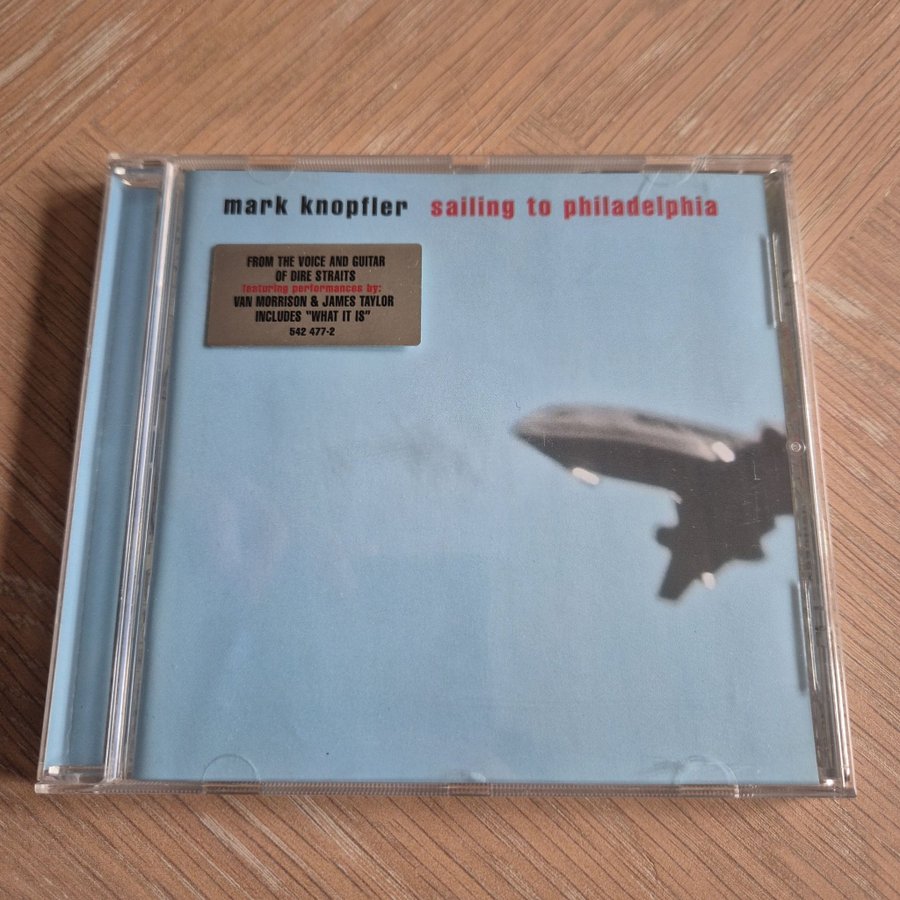 mark knopfler sailing to philadelphia
FROM THE VOICE AND GUITAR
OF DIRE STRAITS
featuring performances by:
VAN MORRISON & JAMES TAYLOR
INCLUDES "WHAT IT IS"
542 477-2